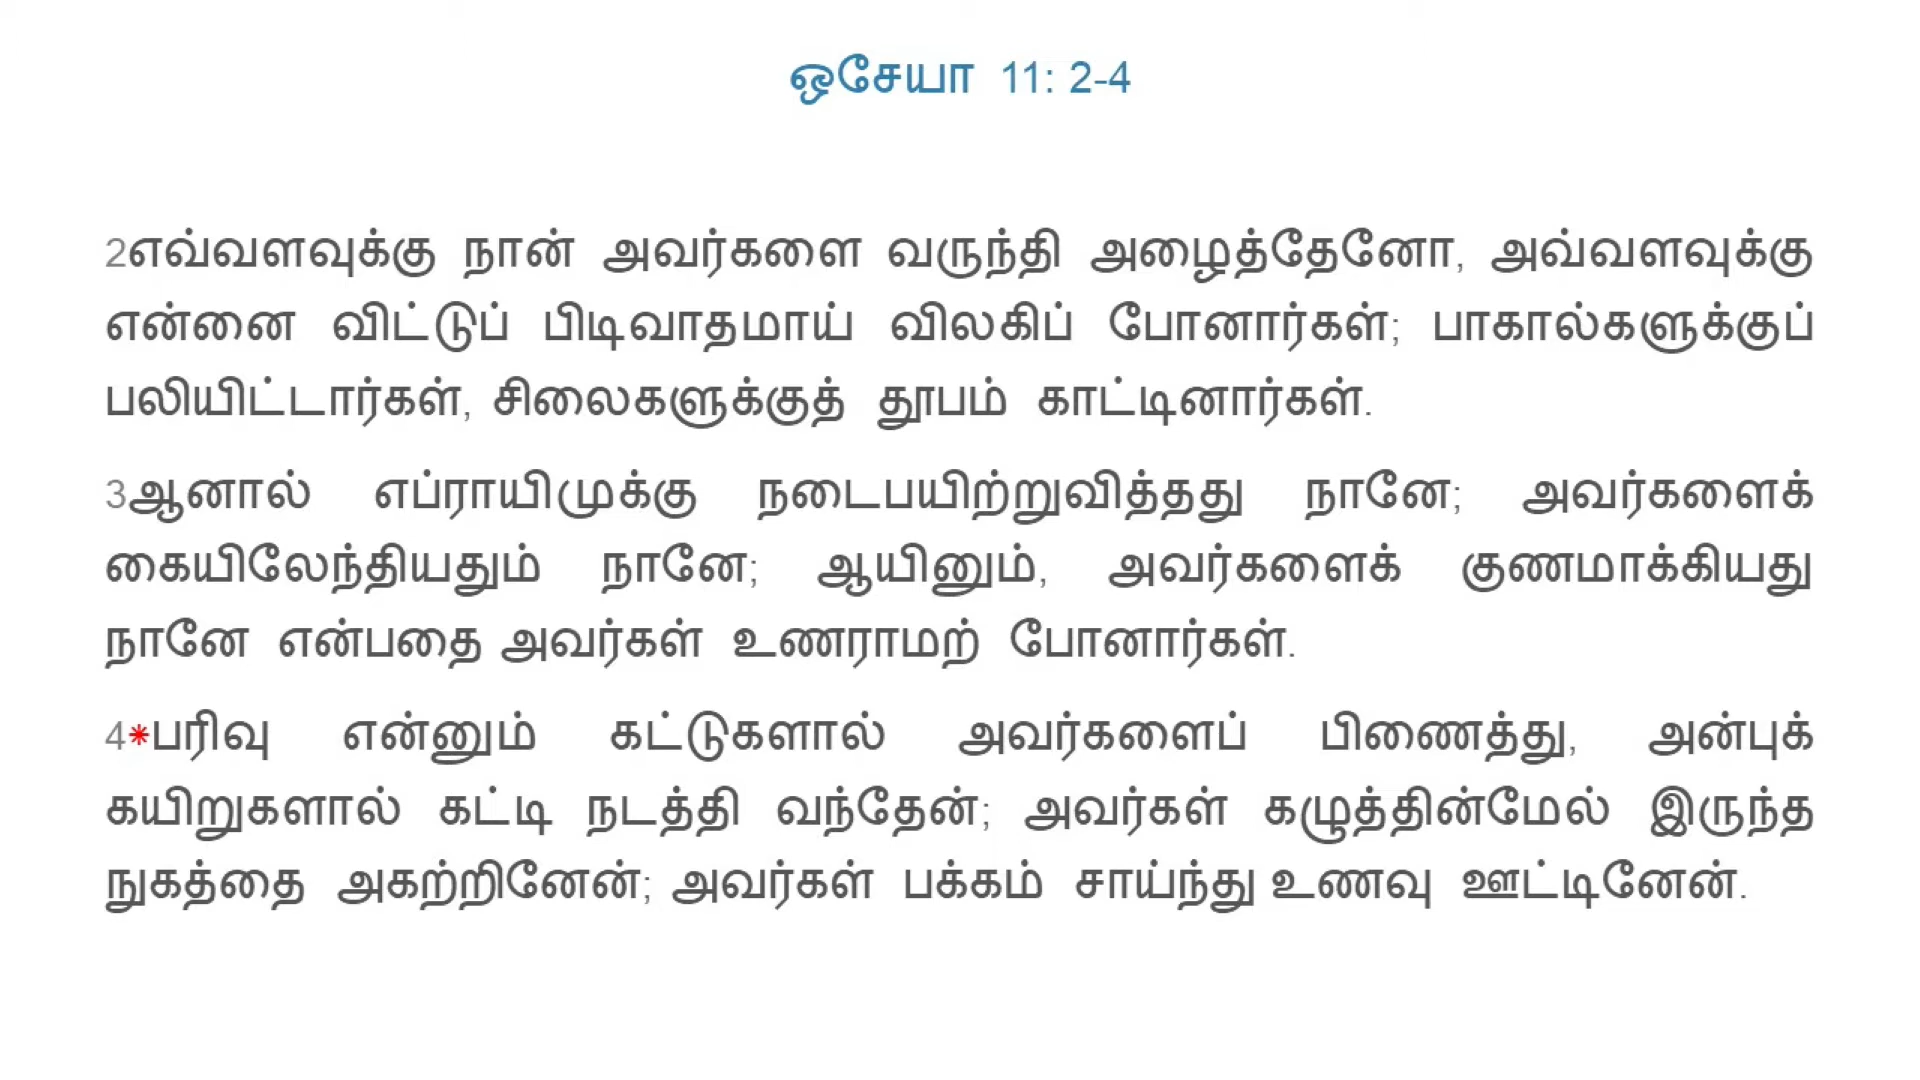 ஒசேயா 11: 2-4
2எவ்வளவுக்கு நான் அவர்களை வருந்தி அழைத்தேனோ, அவ்வளவுக்கு
என்னை விட்டுப் பிடிவாதமாய் விலகிப் போனார்கள்; பாகால்களுக்குப்
பலியிட்டார்கள், சிலைகளுக்குத் தூபம் காட்டினார்கள்.
3ஆனால் எப்ராயிமுக்கு நடைபயிற்றுவித்தது நானே; அவர்களைக்
கையிலேந்தியதும் நானே; ஆயினும், அவர்களைக் குணமாக்கியது
நானே என்பதை அவர்கள் உணராமற் போனார்கள்.
4*பரிவு என்னும் கட்டுகளால் அவர்களைப் பிணைத்து, அன்புக்
கயிறுகளால் கட்டி நடத்தி வந்தேன்; அவர்கள் கழுத்தின்மேல் இருந்த
நுகத்தை அகற்றினேன்; அவர்கள் பக்கம் சாய்ந்து உணவு ஊட்டினேன்.